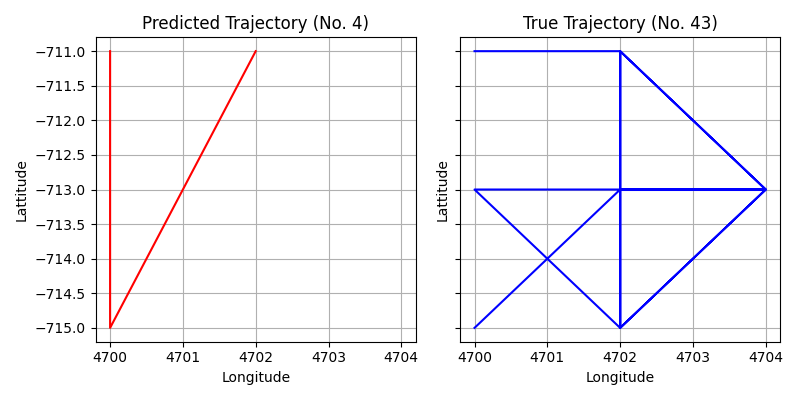 Predicted Trajectory (No. 4)
True Trajectory (No. 43)
−711.0
−711.5
−712.0
−712.5
−713.0
−713.5
−714.0
−714.5
−715.0
Lattitude
Lattitude
4700 4701 4702 4703 4704
4700 4701 4702 4703 4704
Longitude
Longitude